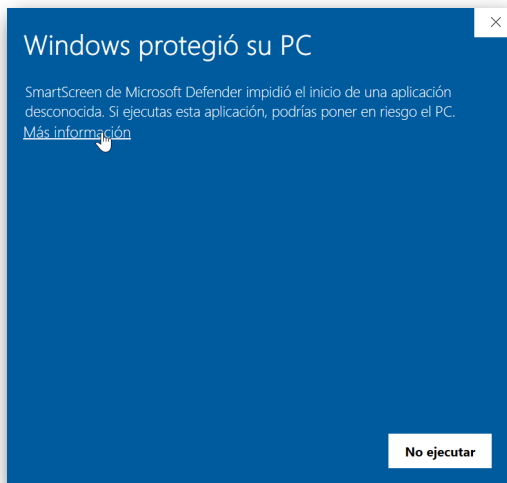 Windows protegió su PC
SmartScreen de Microsoft Defender impidió el inicio de una aplicación
desconocida. Si ejecutas esta aplicación, podrías poner en riesgo el PC.
Más información
No ejecutar